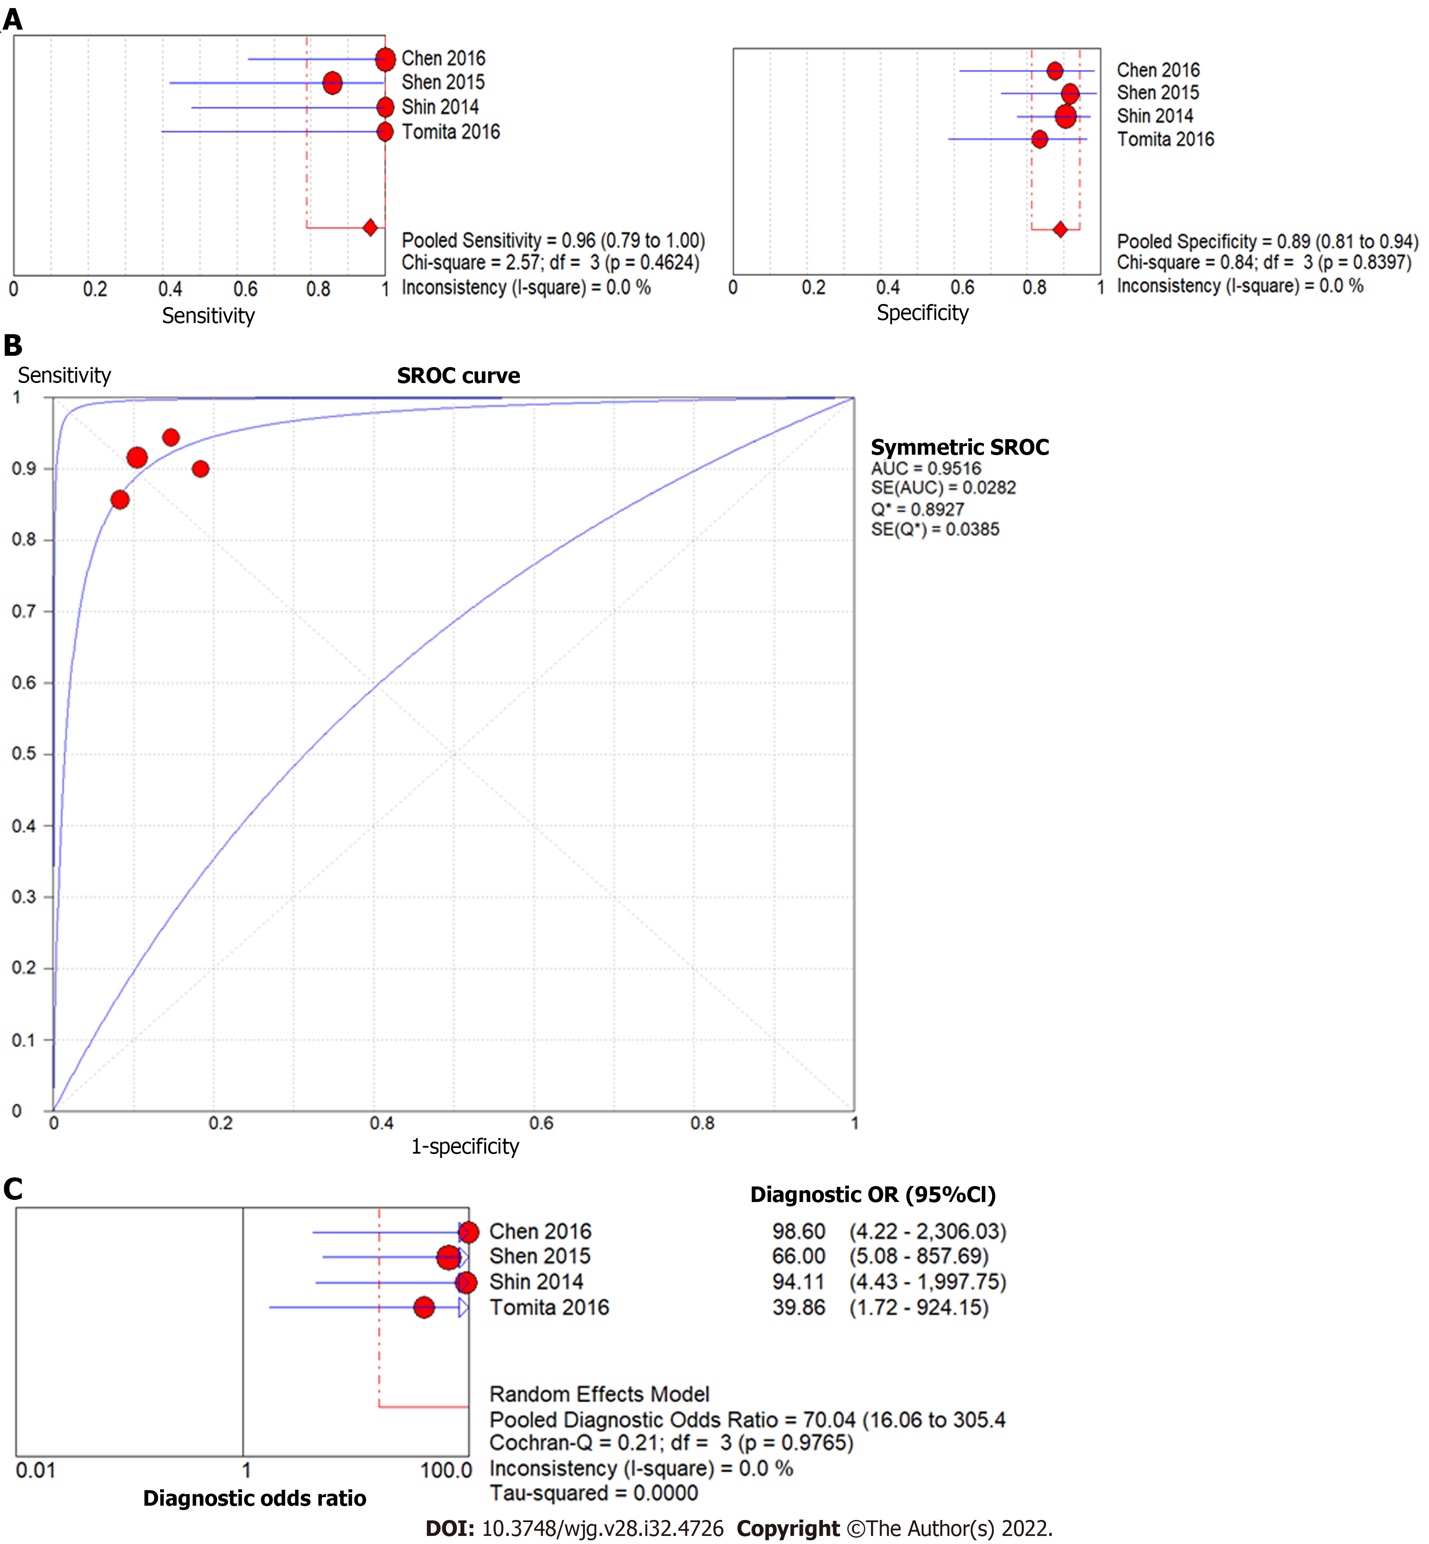 A
Chen 2016
Shen 2015
Shin 2014
Tomita 2016
Pooled Sensitivity = 0.96 (0.79 to 1.00)
Chi-square = 2.57; df = 3 (p = 0.4624)
Inconsistency (I-square) = 0.0 %
0 0.2 0.4 0.6 0.8 1
Sensitivity
Chen 2016
Shen 2015
Shin 2014
Tomita 2016
Pooled Specificity = 0.89 (0.81 to 0.94)
Chi-square = 0.84; df = 3 (p = 0.8397)
Inconsistency (I-square) = 0.0 %
0 0.2 0.4 0.6 0.8 1
Specificity
B
Sensitivity
SROC curve
1
0.9
0.8
0.7
0.6
0.5
0.4
0.3
0.2
0.1
0
0 0.2 0.4 0.6 0.8 1
1-specificity
Symmetric SROC
AUC = 0.9516
SE(AUC) = 0.0282
Q* = 0.8927
SE(Q*) = 0.0385
C
Diagnostic OR (95%CI)
Chen 2016 98.60 (4.22 - 2,306.03)
Shen 2015 66.00 (5.08 - 857.69)
Shin 2014 94.11 (4.43 - 1,997.75)
Tomita 2016 39.86 (1.72 - 924.15)
Random Effects Model
Pooled Diagnostic Odds Ratio = 70.04 (16.06 to 305.4
Cochran-Q = 0.21; df = 3 (p = 0.9765)
Inconsistency (I-square) = 0.0 %
Tau-squared = 0.0000
0.01 1 100.0
Diagnostic odds ratio
DOI: 10.3748/wjg.v28.i32.4726 Copyright ©The Author(s) 2022.